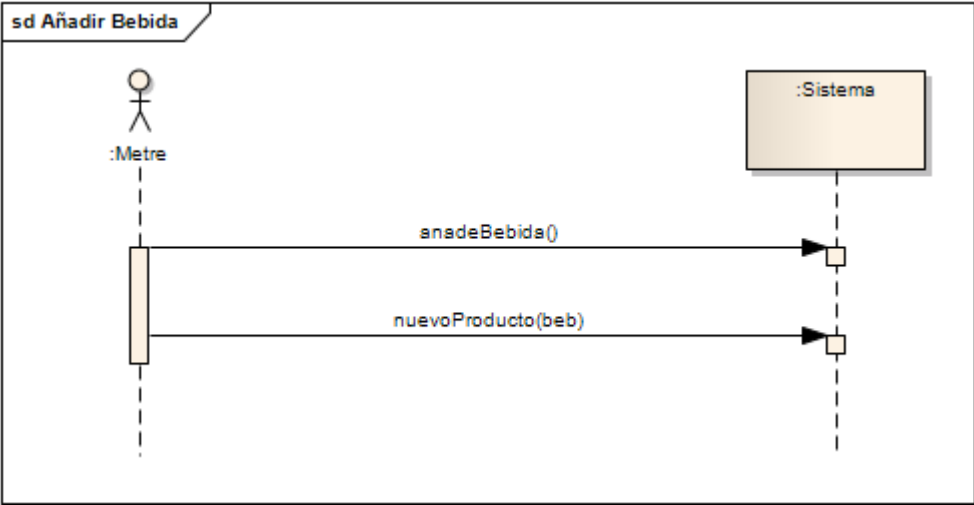 sd Añadir Bebida
:Sistema
:Metre
anadeBebida()
nuevoProducto(beb)